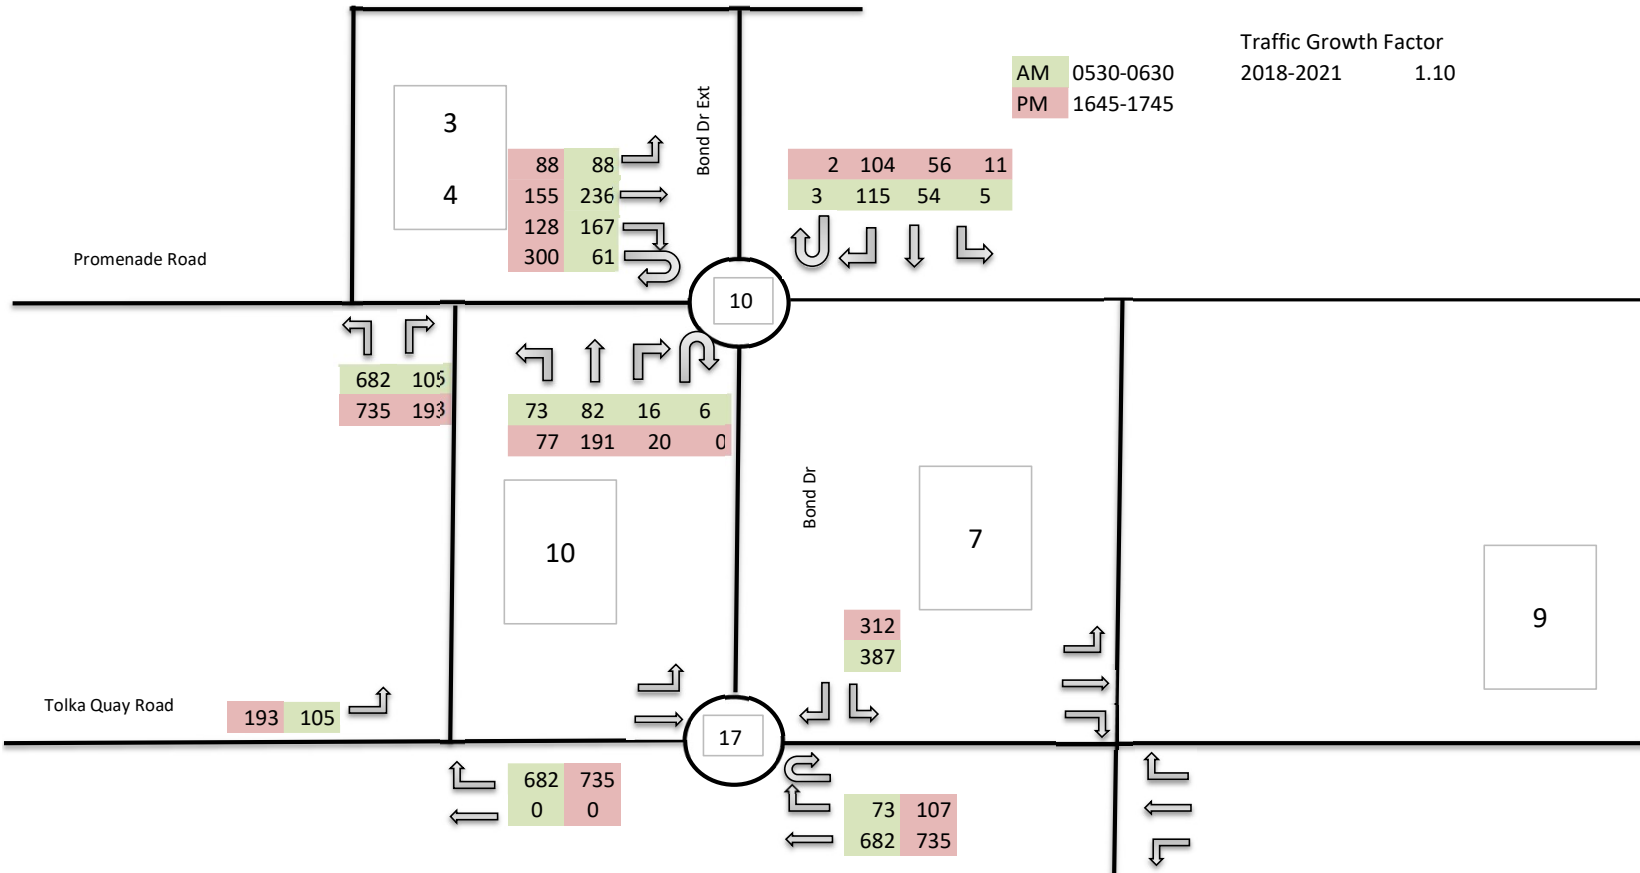 Traffic Growth Factor
AM 0530-0630 2018-2021 1.10
PM 1645-1745
Bond Dr Ext
3
4
88 88
155 236
128 167
300 61
2 104 56 11
3 115 54 5
Promenade Road
10
682 105
735 193
73 82 16 6
77 191 20 0
Bond Dr
10
7
9
312
387
Tolka Quay Road
193 105
17
682 735
0 0
73 107
682 735